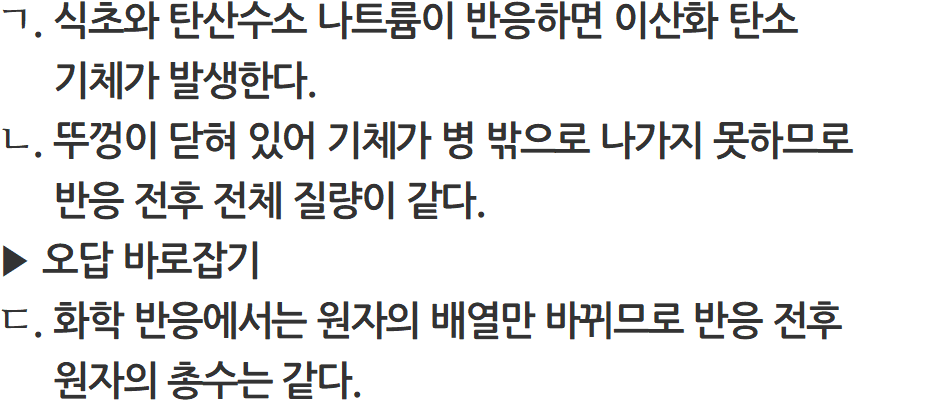 ㄱ. 식초와 탄산수소 나트륨이 반응하면 이산화 탄소
기체가 발생한다.
ㄴ. 뚜껑이 닫혀 있어 기체가 병 밖으로 나가지 못하므로
반응 전후 전체 질량이 같다.
▶ 오답 바로잡기
ㄷ. 화학 반응에서는 원자의 배열만 바뀌므로 반응 전후
원자의 총수는 같다.